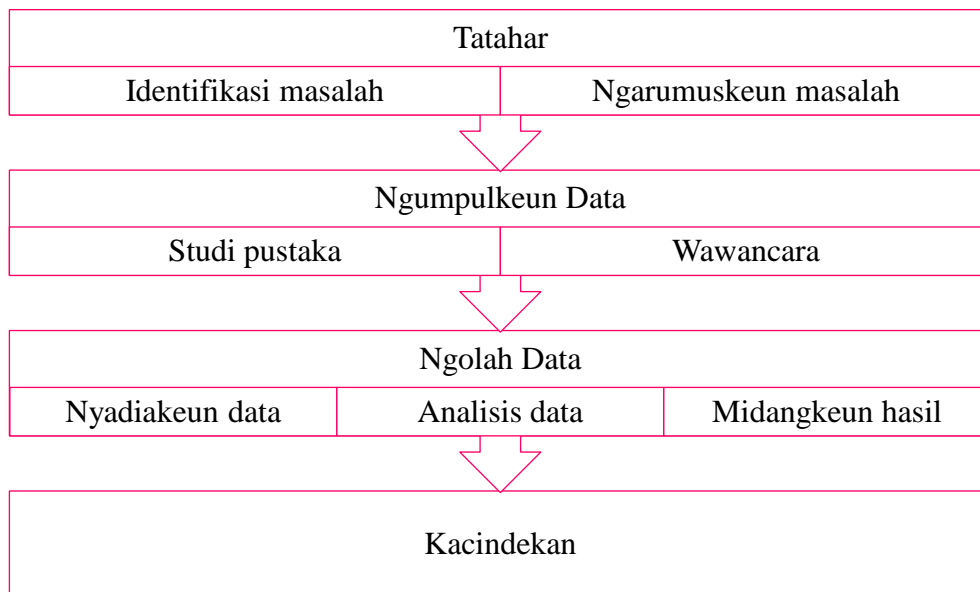 Tatahar
Identifikasi masalah
Ngarumuskeun masalah
Ngumpulkeun Data
Studi pustaka
Wawancara
Ngolah Data
Nyadiakeun data
Analisis data
Midangkeun hasil
Kacindekan